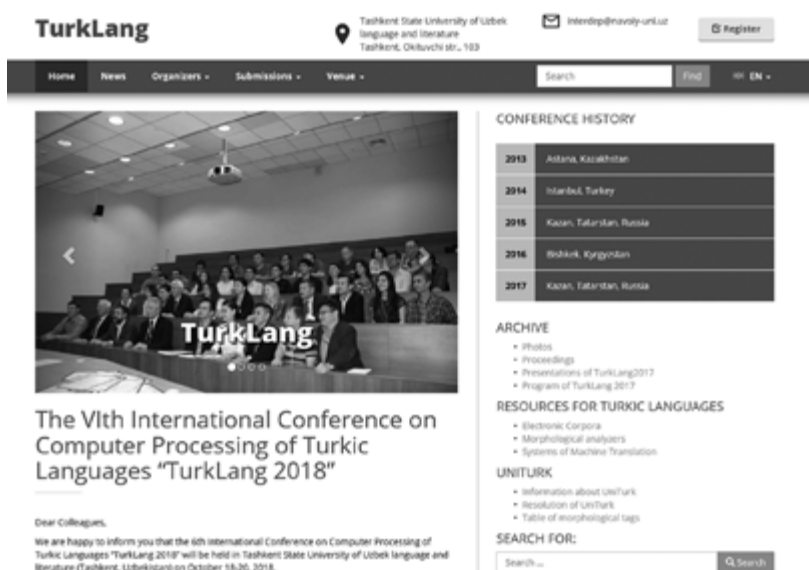 TurkLang
Tashkent State University of Uzbek
language and literature
Tashkent, Okituvchi str., 103
interdep@navoiy-uni.uz
Register
Home News Organizers Submissions Venue
Search Find EN
TurkLang
The VIth International Conference on
Computer Processing of Turkic
Languages “TurkLang 2018”
Dear Colleagues,
We are happy to inform you that the 6th International Conference on Computer Processing of
Turkic Languages "TurkLang 2018" will be held in Tashkent State University of Uzbek language and
literature (Tashkent, Uzbekistan) on October 18-20, 2018.
CONFERENCE HISTORY
2013 Astana, Kazakhstan
2014 Istanbul, Turkey
2015 Kazan, Tatarstan, Russia
2016 Bishkek, Kyrgyzstan
2017 Kazan, Tatarstan, Russia
ARCHIVE
Photos
Proceedings
Presentations of TurkLang2017
Program of TurkLang 2017
RESOURCES FOR TURKIC LANGUAGES
Electronic Corpora
Morphological analyzers
Systems of Machine Translation
UNITURK
Information about UniTurk
Resolution of UniTurk
Table of morphological tags
SEARCH FOR:
Search ... Search